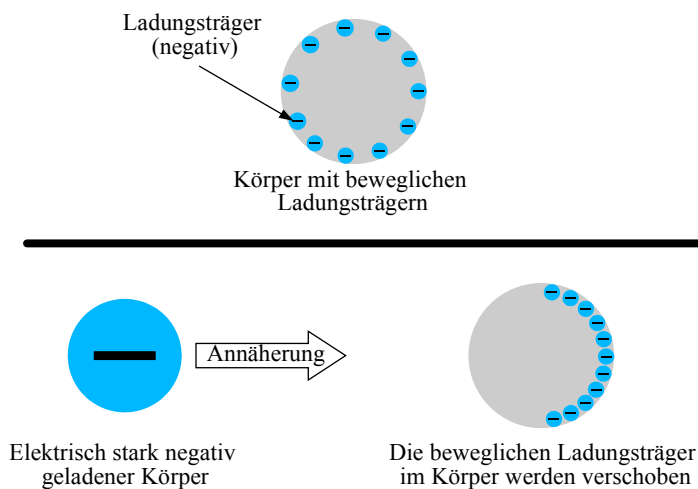 Ladungsträger
(negativ)
Körper mit beweglichen
Ladungsträgern
Annäherung
Elektrisch stark negativ
geladener Körper
Die beweglichen Ladungsträger
im Körper werden verschoben